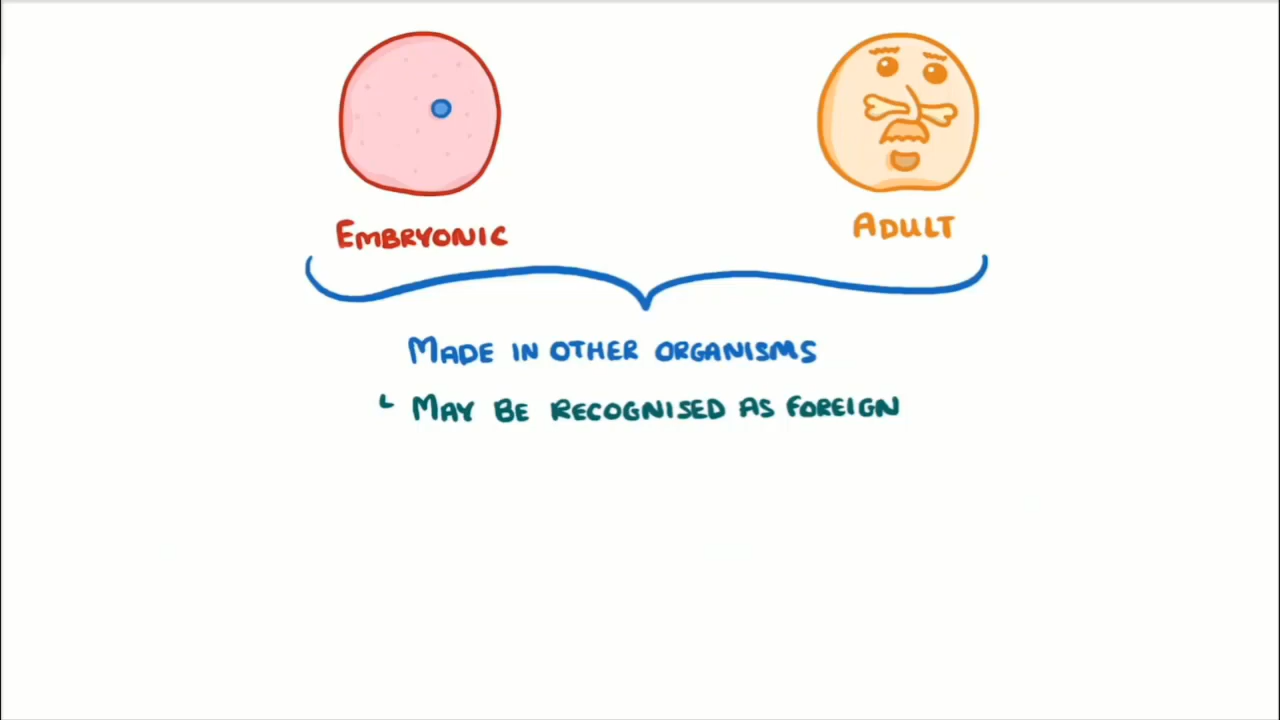 EMBRYONIC
ADULT
MADE IN OTHER ORGANISMS
MAY BE RECOGNISED AS FOREIGN